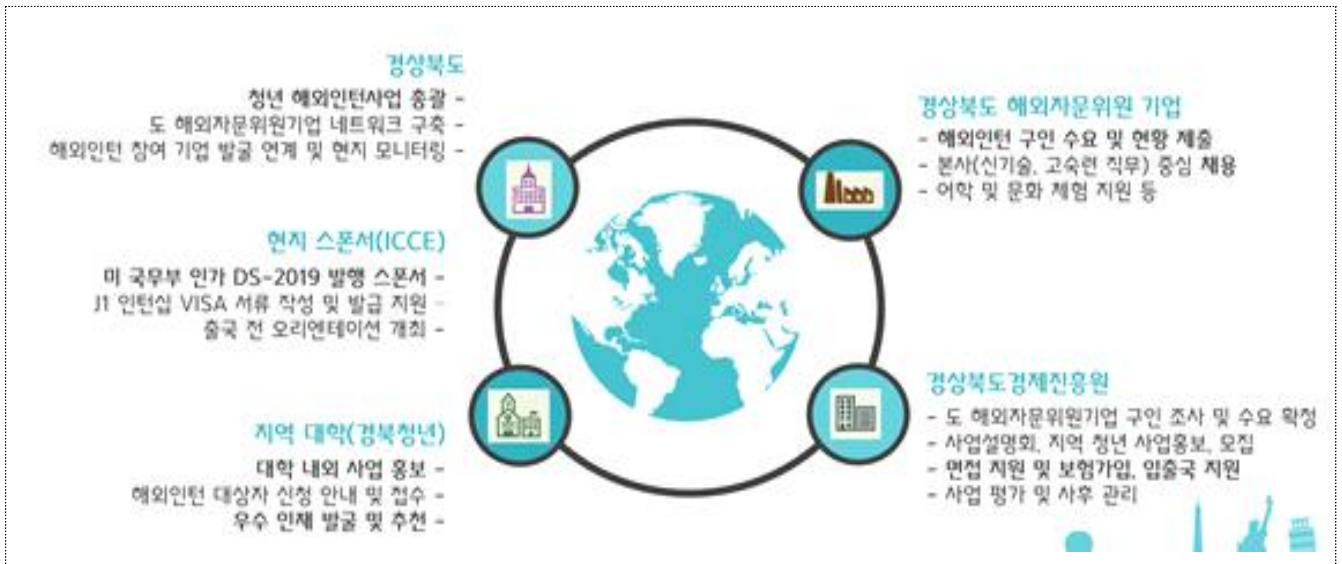 경상북도
청년 해외인턴사업 총괄 -
도 해외자문위원기업 네트워크 구축 -
해외인턴 참여 기업 발굴 연계 및 현지 모니터링 -
현지 스폰서(ICCE)
미 국무부 인가 DS-2019 발행 스폰서 -
J1 인턴십 VISA 서류 작성 및 발급 지원 -
출국 전 오리엔테이션 개최 -
지역 대학(경북청년)
대학 내외 사업 홍보 -
해외인턴 대상자 신청 안내 및 접수 -
우수 인재 발굴 및 추천 -
경상북도 해외자문위원 기업
- 해외인턴 구인 수요 및 현황 제출
- 본사(신기술, 고숙련 직무) 중심 채용
- 어학 및 문화 체험 지원 등
경상북도경제진흥원
- 도 해외자문위원기업 구인 조사 및 수요 확정
- 사업설명회, 지역 청년 사업홍보, 모집
- 면접 지원 및 보험가입, 입출국 지원
- 사업 평가 및 사후 관리